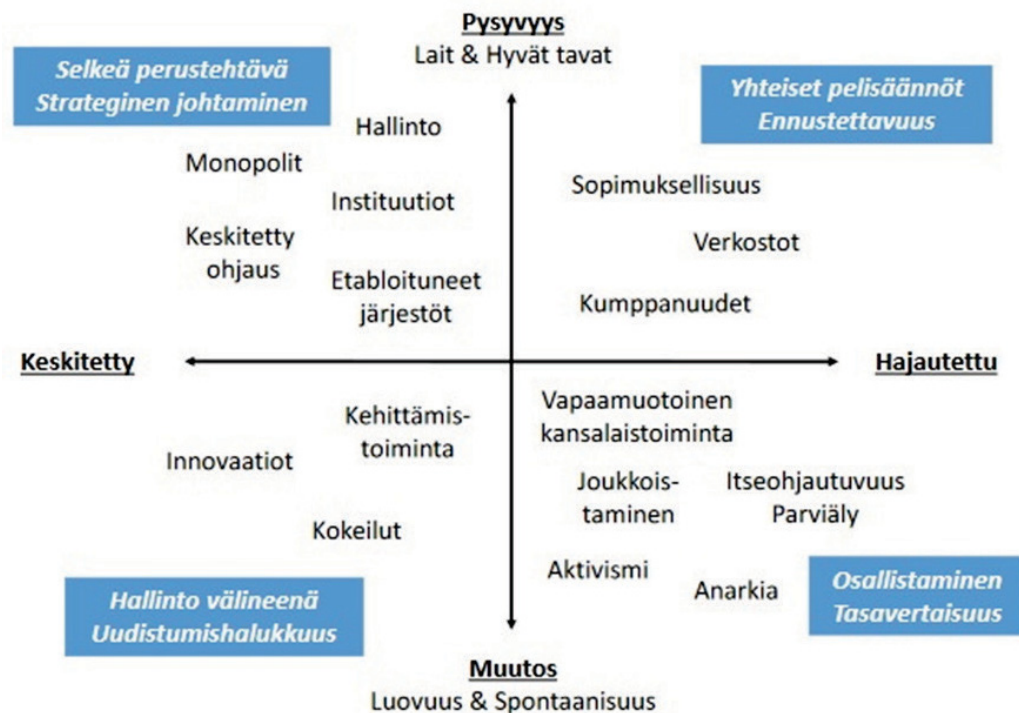 Pysyvyys
Lait & Hyvät tavat
Selkeä perustehtävä
Strateginen johtaminen
Yhteiset pelisäännöt
Ennustettavuus
Hallinto
Monopolit
Instituutiot
Keskitetty
ohjaus
Etabloituneet
järjestöt
Sopimuksellisuus
Verkostot
Kumppanuudet
Keskitetty
Hajautettu
Kehittämis-
toiminta
Innovaatiot
Kokeilut
Vapaamuotoinen
kansalaistoiminta
Joukkois-
taminen
Itseohjautuvuus
Parviäly
Aktivismi
Anarkia
Hallinto välineenä
Uudistumishalukkuus
Osallistaminen
Tasavertaisuus
Muutos
Luovuus & Spontaanisuus